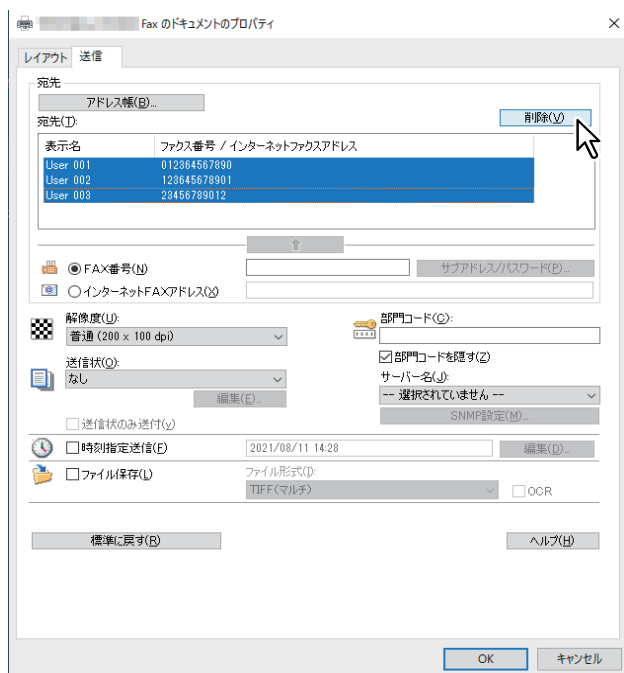 Fax のドキュメントのプロパティ
レイアウト 送信
宛先
アドレス帳(B)...
宛先(T):
削除(V)
表示名 ファクス番号 / インターネットファクスアドレス
User 001 012364567890
User 002 123645678901
User 003 23456789012
FAX番号(N)
サブアドレス/パスワード(P)...
インターネットFAXアドレス(X)
解像度(U):
部門コード(C):
普通 (200 x 100 dpi)
部門コードを隠す(Z)
送信状(O):
サーバー名(J):
なし
-- 選択されていません --
編集(E)...
SNMP設定(M)...
送信状のみ送付(y)
時刻指定送信(F) 2021/08/11 14:28 編集(D)...
ファイル保存(L)
ファイル形式(I):
TIFF(マルチ)
OCR
標準に戻す(R) ヘルプ(H)
OK キャンセル